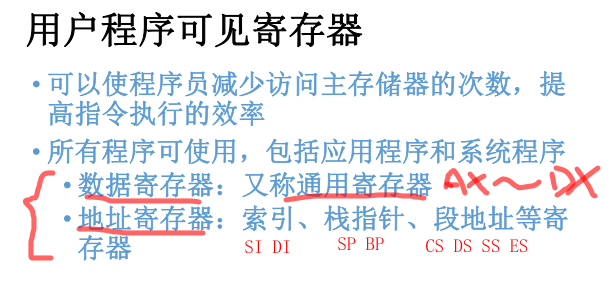 用户程序可见寄存器
•可以使程序员减少访问主存储器的次数，提
高指令执行的效率
•所有程序可使用，包括应用程序和系统程序
•数据寄存器：又称通用寄存器 AX~DX
•地址寄存器：索引、栈指针、段地址等寄
存器 SI DI SP BP CS DS SS ES